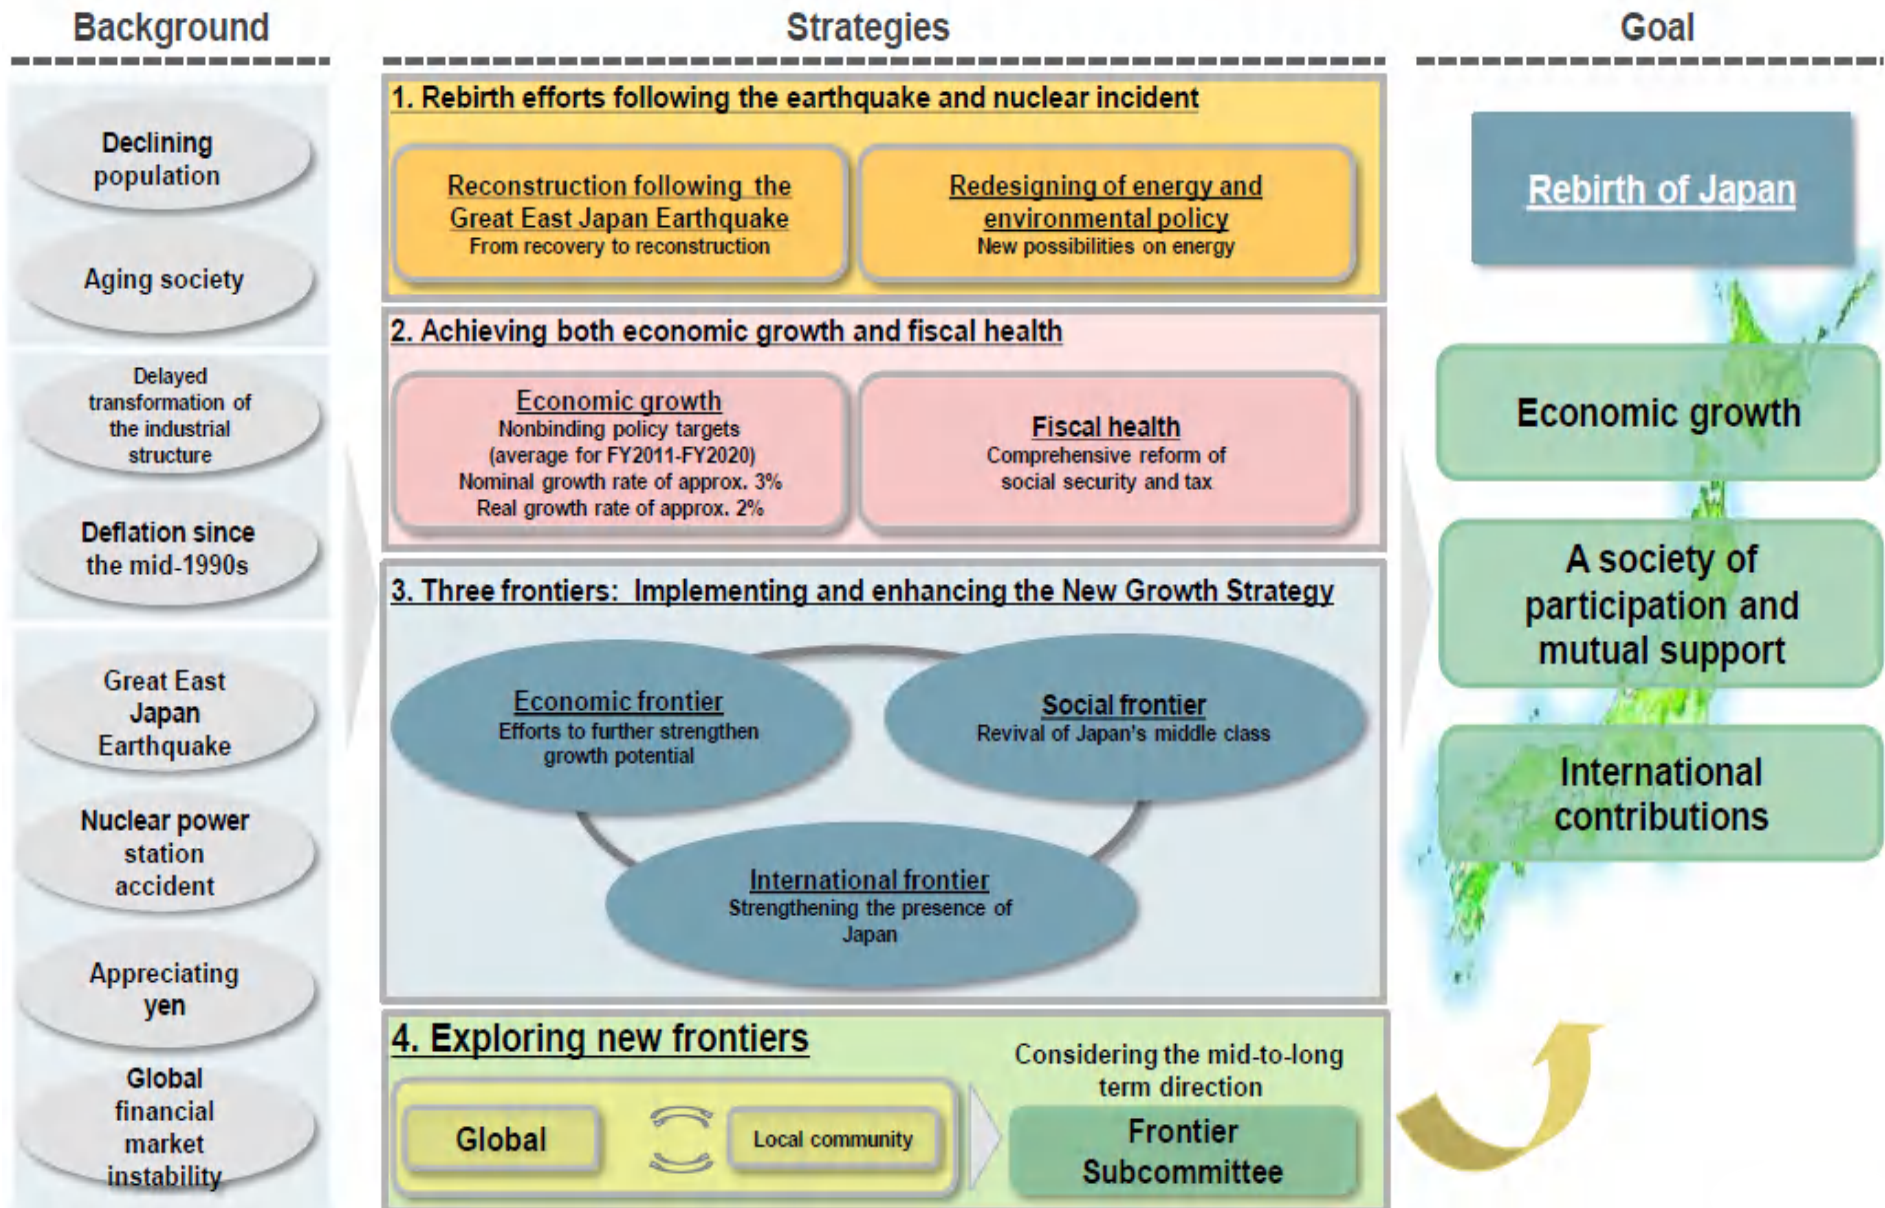 Background
Declining
population
Aging society
Delayed
transformation of
the industrial
structure
Deflation since
the mid-1990s
Great East
Japan
Earthquake
Nuclear power
station
accident
Appreciating
yen
Global
financial
market
instability
Strategies
1. Rebirth efforts following the earthquake and nuclear incident
Reconstruction following the
Great East Japan Earthquake
From recovery to reconstruction
Redesigning of energy and
environmental policy
New possibilities on energy
2. Achieving both economic growth and fiscal health
Economic growth
Nonbinding policy targets
(average for FY2011-FY2020)
Nominal growth rate of approx. 3%
Real growth rate of approx. 2%
Fiscal health
Comprehensive reform of
social security and tax
3. Three frontiers: Implementing and enhancing the New Growth Strategy
Economic frontier
Efforts to further strengthen
growth potential
Social frontier
Revival of Japan's middle class
International frontier
Strengthening the presence of
Japan
4. Exploring new frontiers
Global
Local community
Considering the mid-to-long
term direction
Frontier
Subcommittee
Goal
Rebirth of Japan
Economic growth
A society of
participation and
mutual support
International
contributions